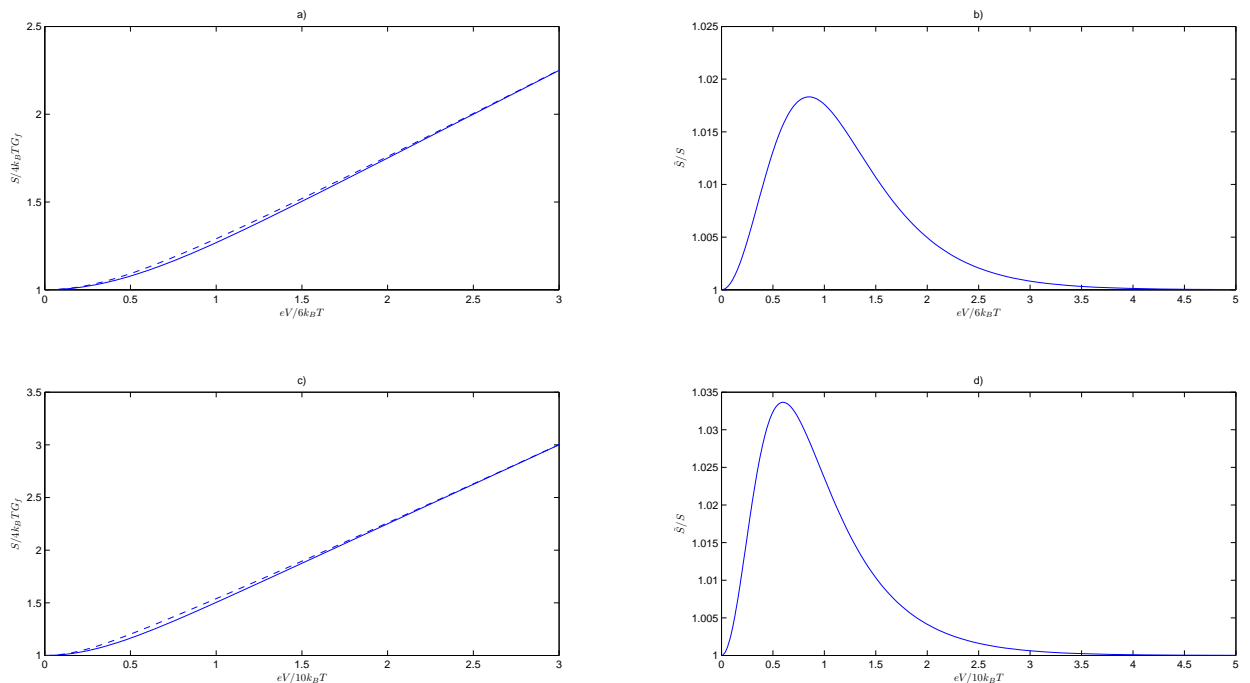 a)
2.5
2
1.5
1
0 0.5 1 1.5 2 2.5 3
S/4k_BTG_f
eV/6k_BT
b)
1.025
1.02
1.015
1.01
1.005
1
0 0.5 1 1.5 2 2.5 3 3.5 4 4.5 5
S̃/S
eV/6k_BT
c)
3.5
3
2.5
2
1.5
1
0 0.5 1 1.5 2 2.5 3
S/4k_BTG_f
eV/10k_BT
d)
1.035
1.03
1.025
1.02
1.015
1.01
1.005
1
0 0.5 1 1.5 2 2.5 3 3.5 4 4.5 5
S̃/S
eV/10k_BT